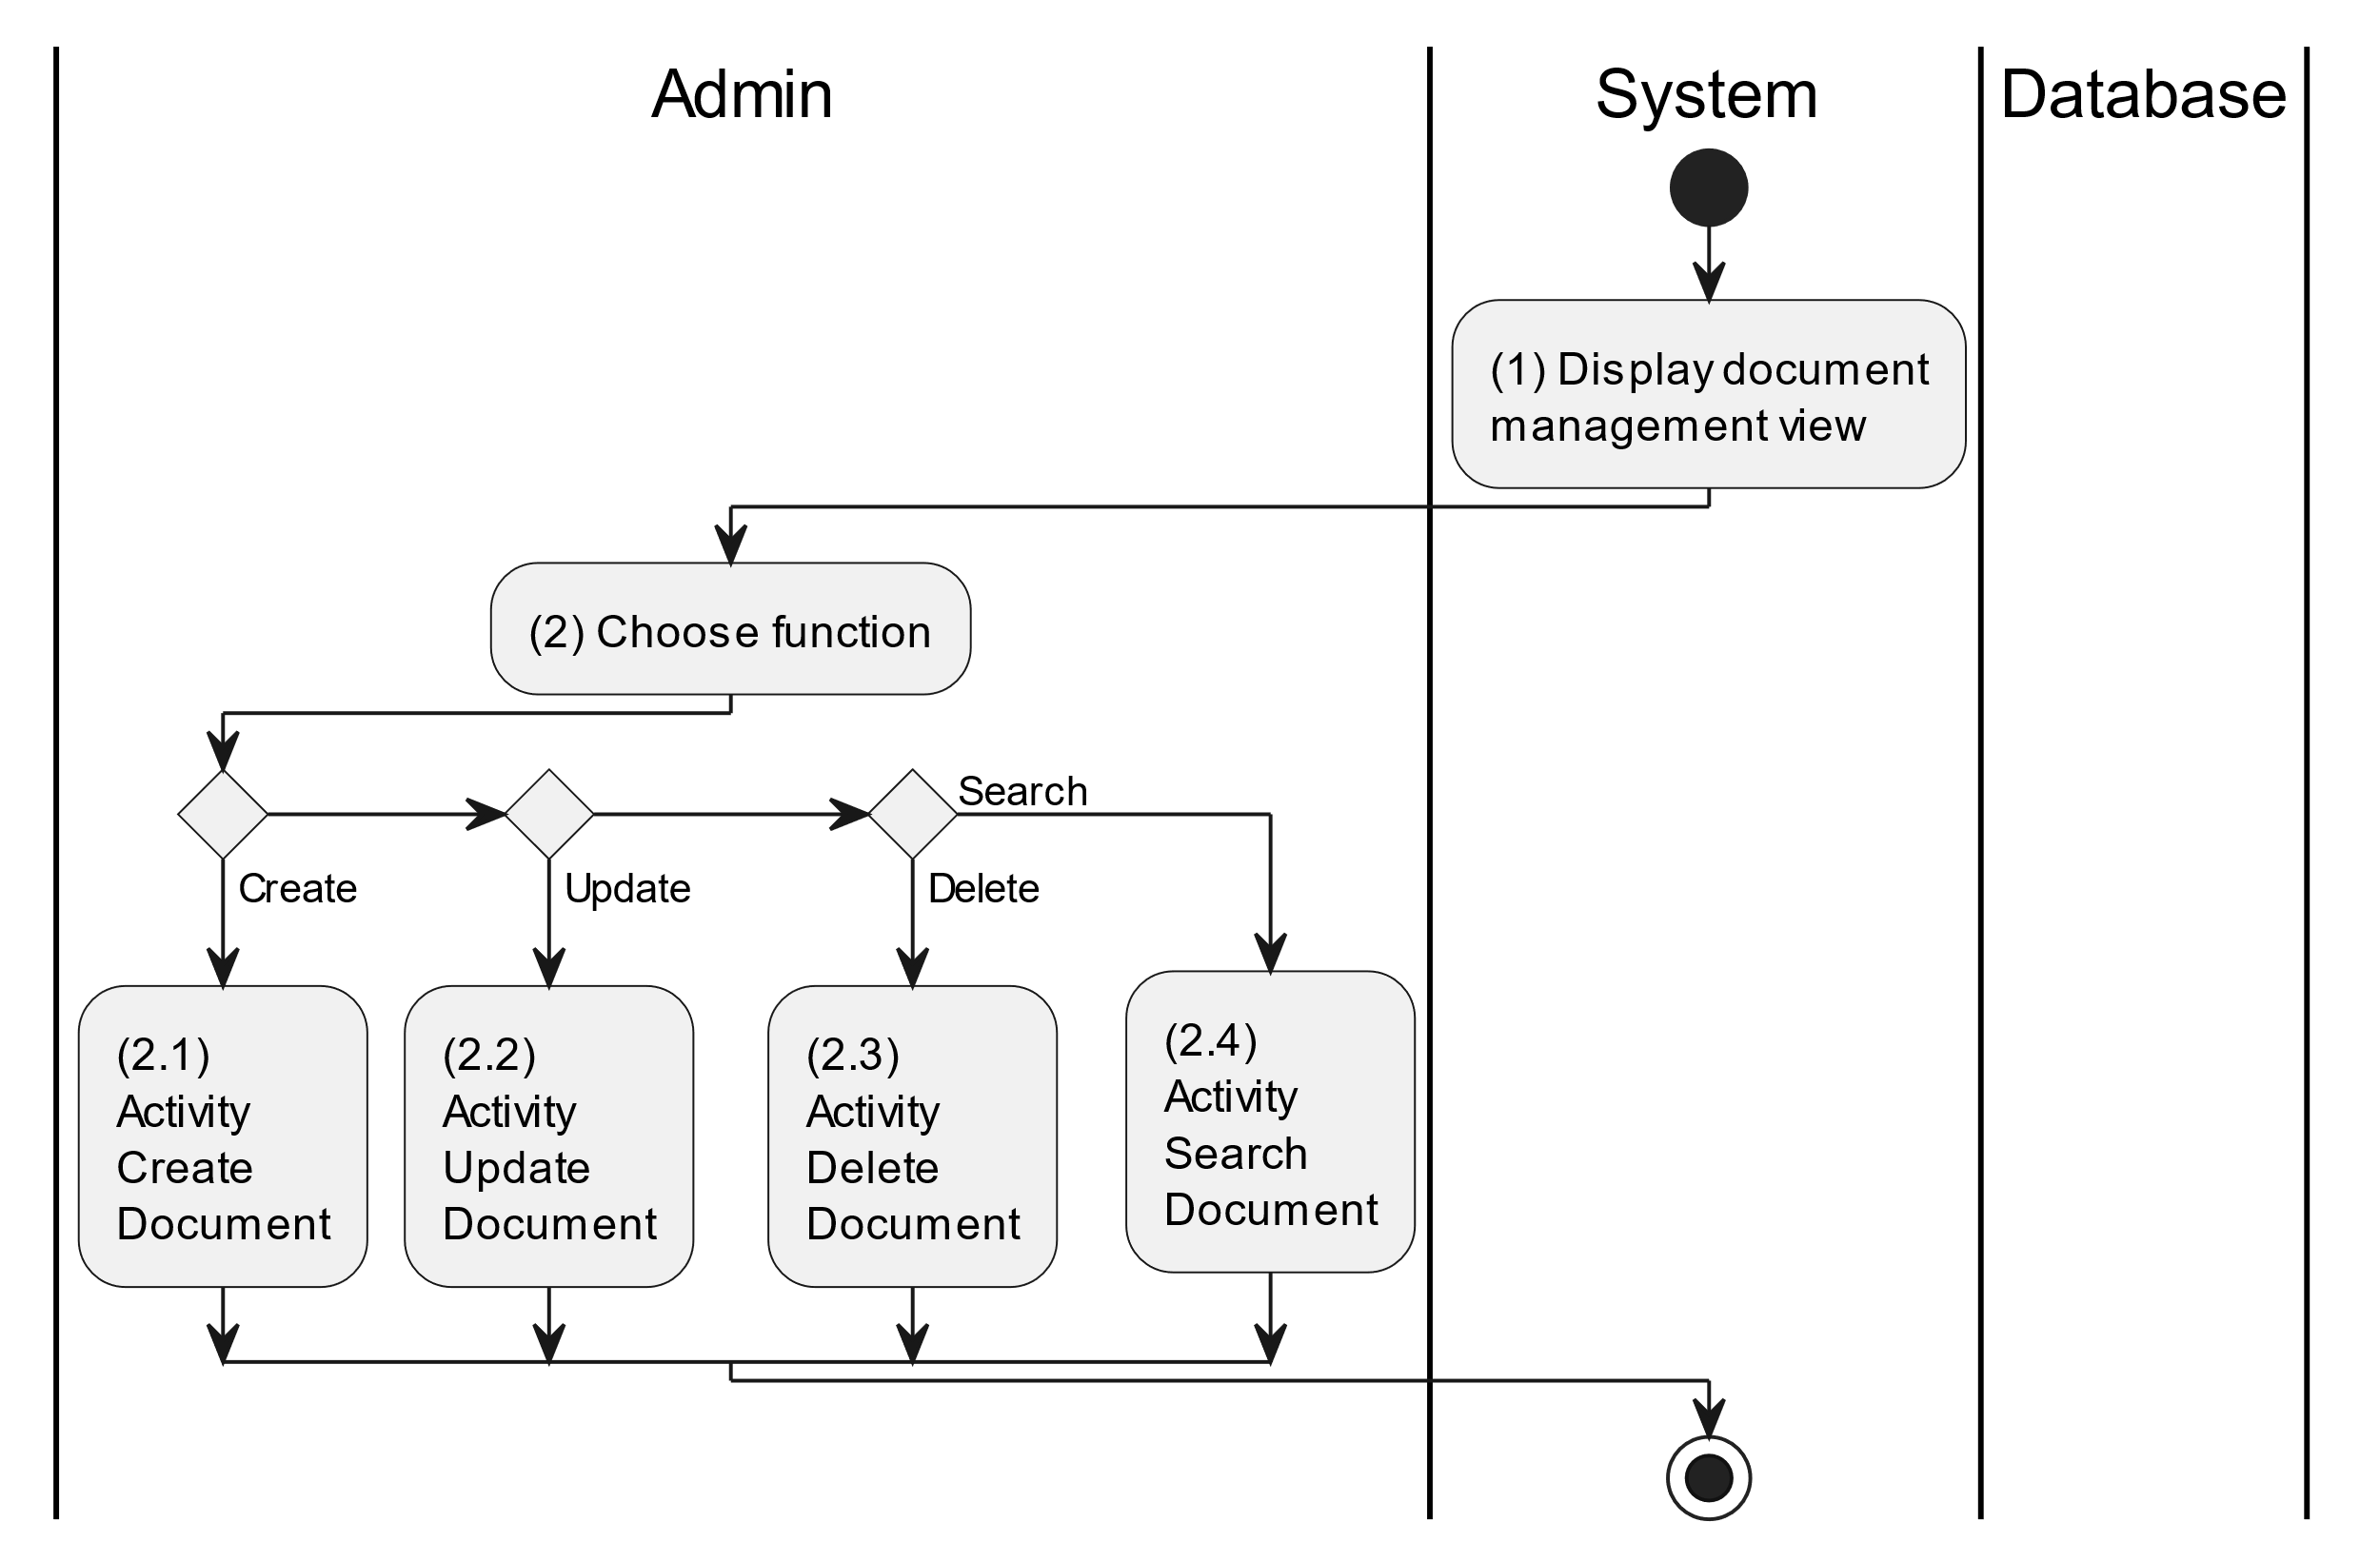 Admin
System
Database
(1) Display document
management view
(2) Choose function
Search
Create
Update
Delete
(2.1)
Activity
Create
Document
(2.2)
Activity
Update
Document
(2.3)
Activity
Delete
Document
(2.4)
Activity
Search
Document